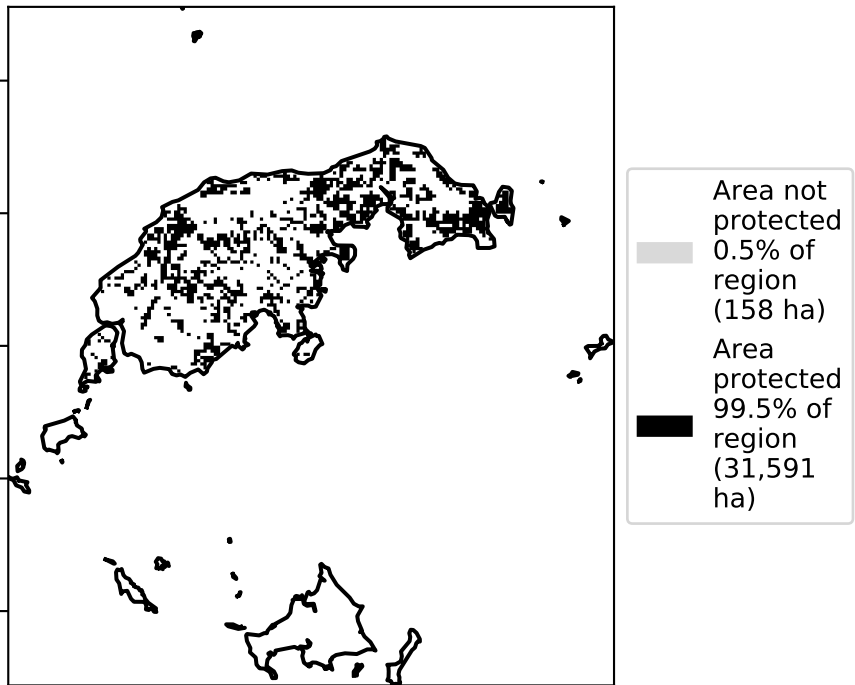 Area not
protected
0.5% of
region
(158 ha)
Area
protected
99.5% of
region
(31,591
ha)